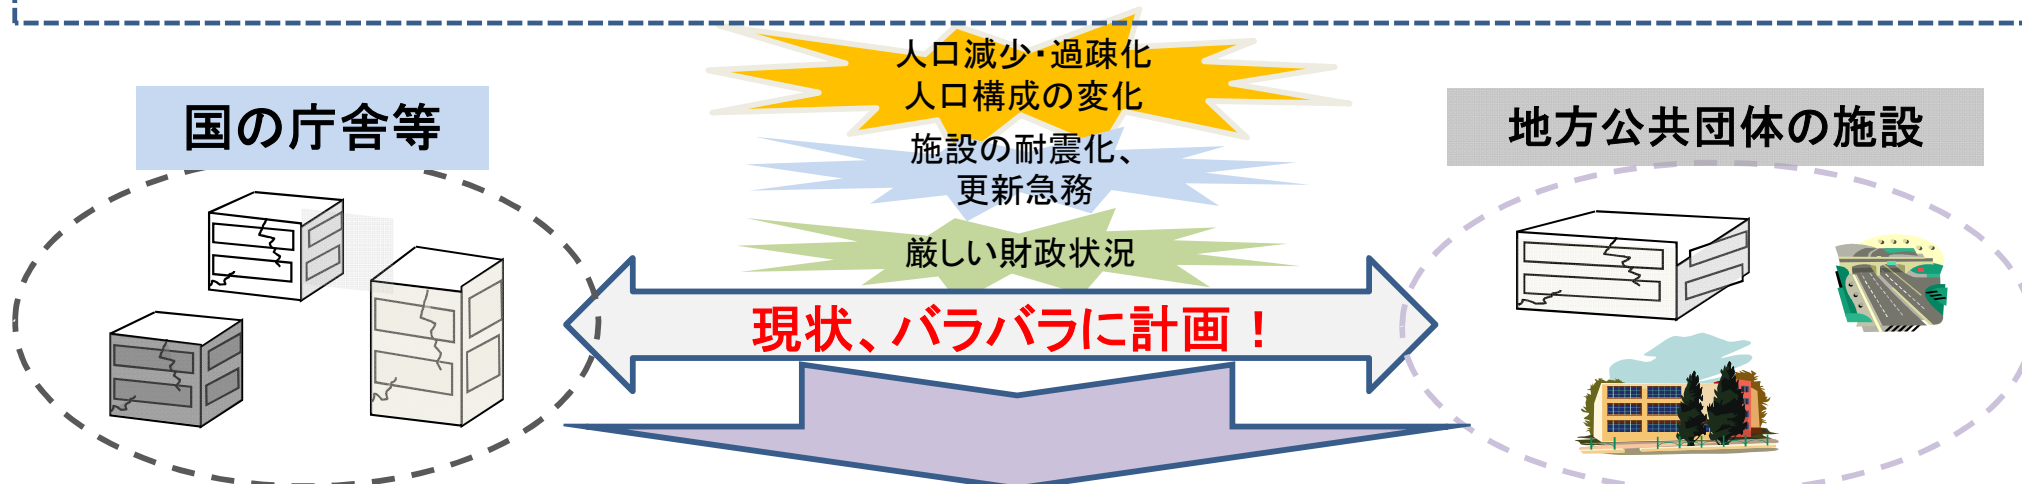 人口減少・過疎化
人口構成の変化
国の庁舎等
地方公共団体の施設
施設の耐震化、
更新急務
厳しい財政状況
現状、バラバラに計画！